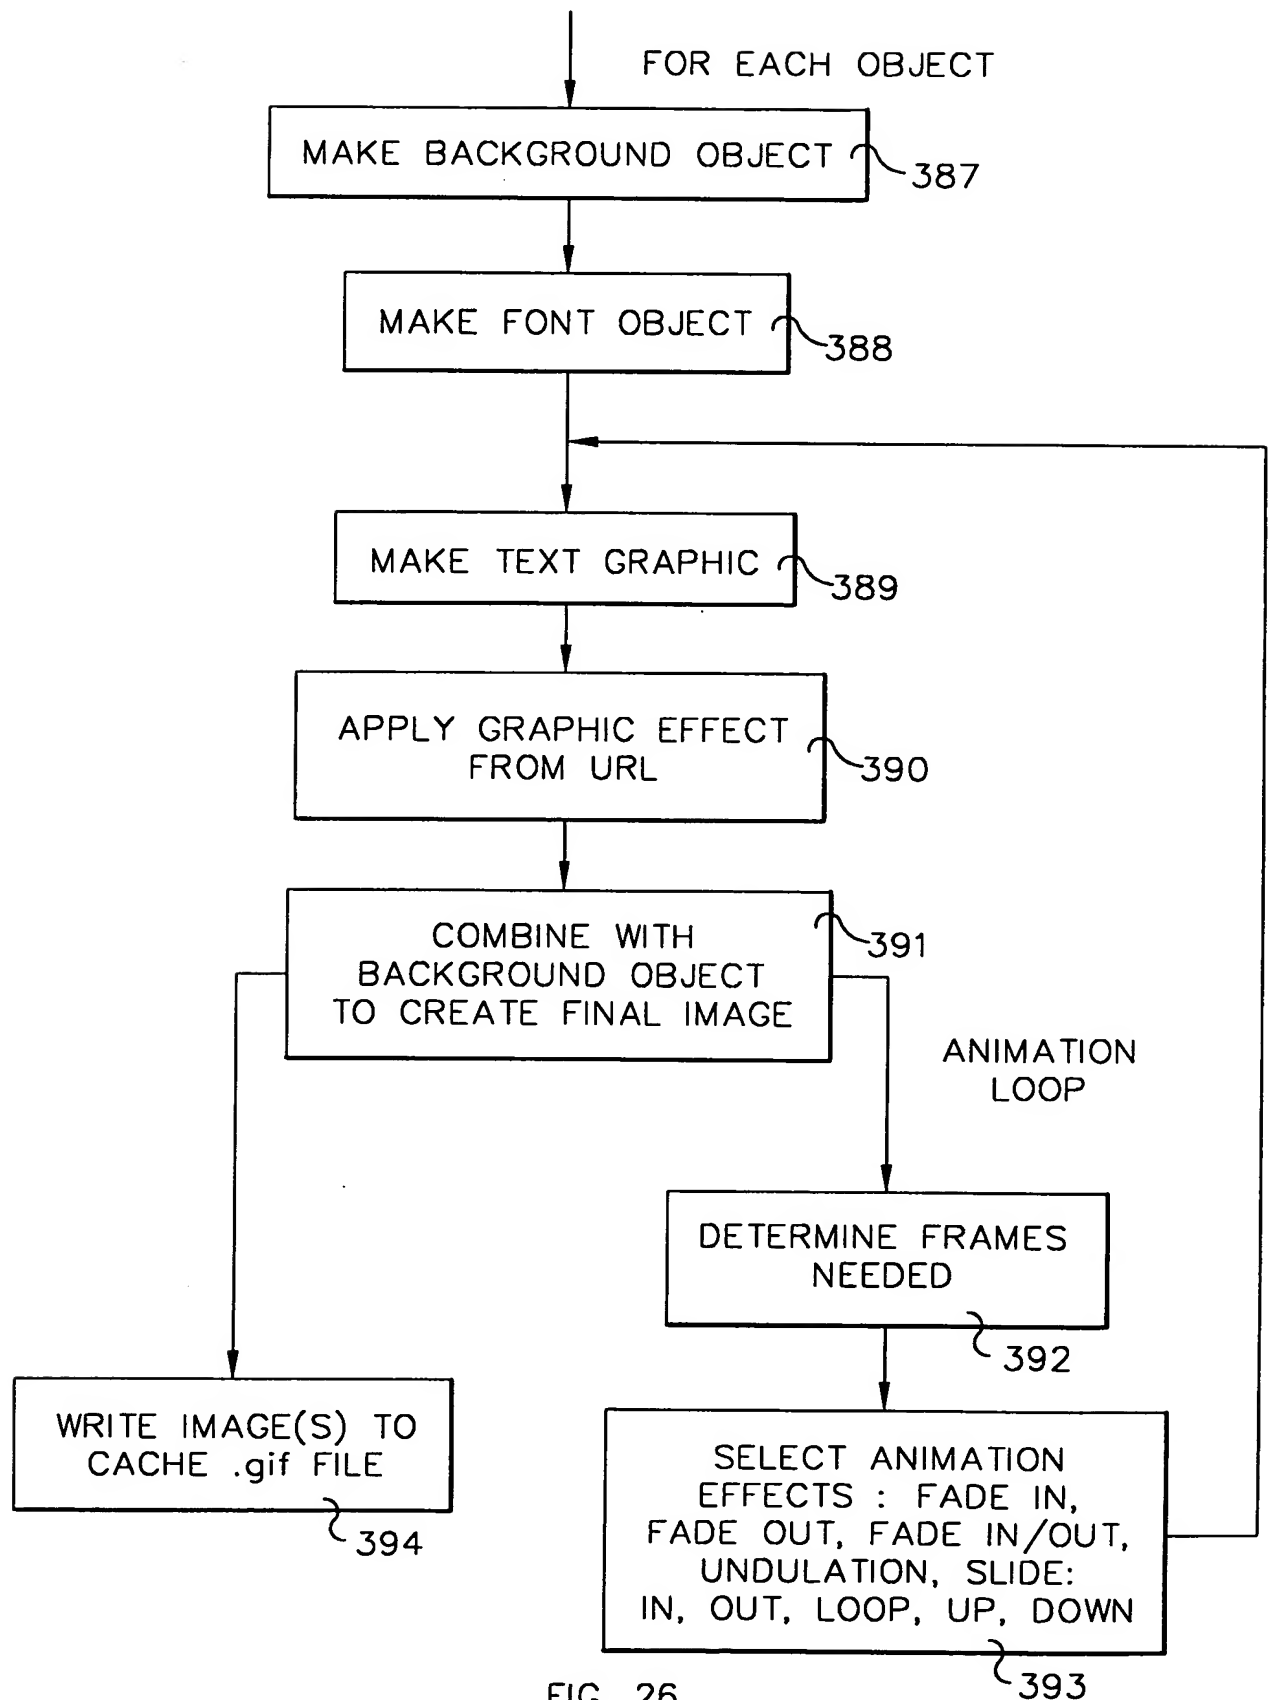 FOR EACH OBJECT
MAKE BACKGROUND OBJECT
387
MAKE FONT OBJECT
388
MAKE TEXT GRAPHIC
389
APPLY GRAPHIC EFFECT
FROM URL
390
COMBINE WITH
BACKGROUND OBJECT
TO CREATE FINAL IMAGE
391
ANIMATION
LOOP
DETERMINE FRAMES
NEEDED
392
WRITE IMAGE(S) TO
CACHE .gif FILE
394
SELECT ANIMATION
EFFECTS : FADE IN,
FADE OUT, FADE IN/OUT,
UNDULATION, SLIDE:
IN, OUT, LOOP, UP, DOWN
393
FIG. 26